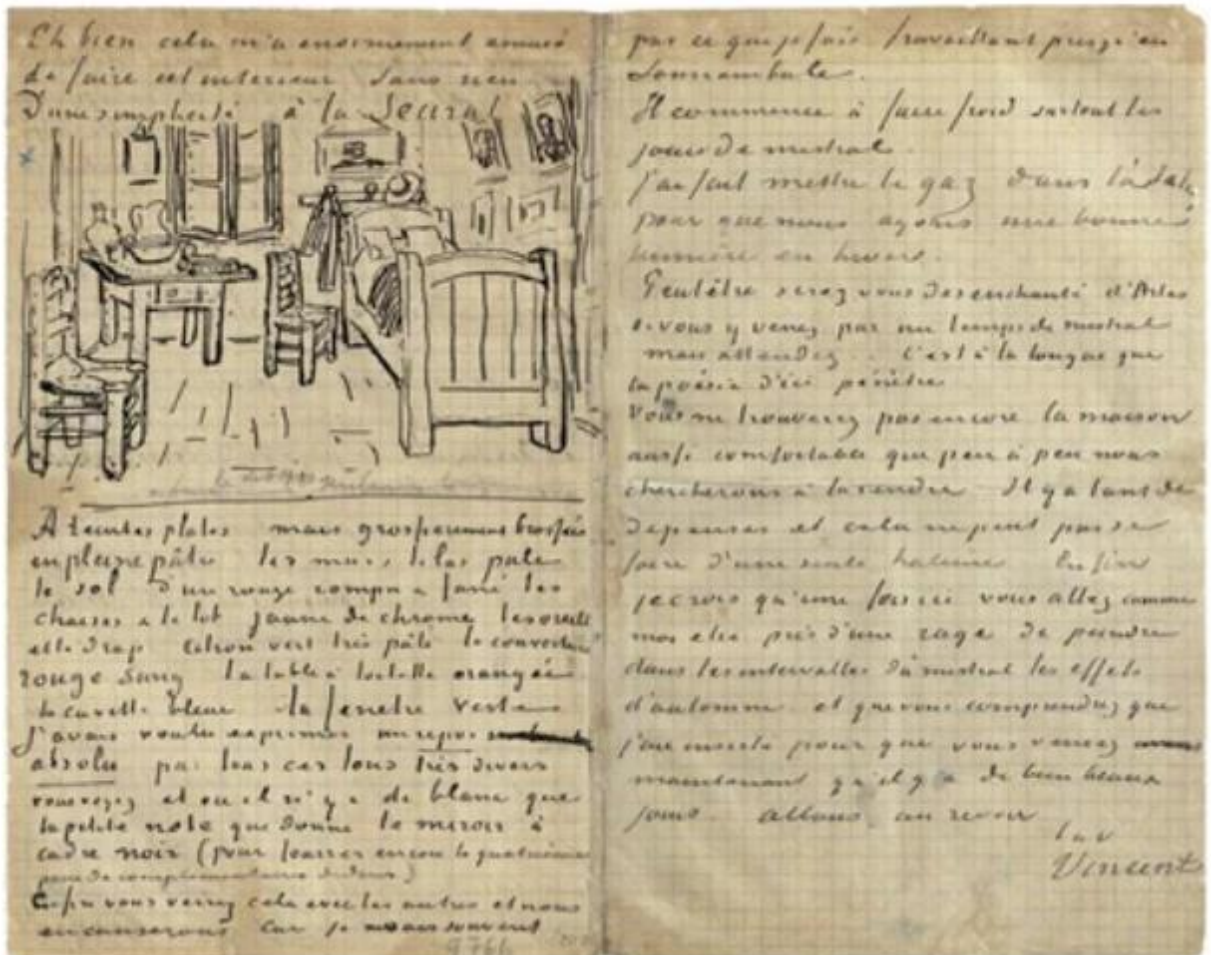 Eh bien cela m'a enormement amusé
de faire cet interieur sans rien
D'une simplicité à la Seurat
A teintes plates mais grossierement brossées
en pleine pâte les murs lilas pale
le sol d'un rouge rompu & fané les
chaises & le lit jaune de chrome les oreillers
et le drap citron vert très pâle la couverture
rouge sang la table à toilette orangée
la cuvette bleue la fenetre verte
J'avais voulu exprimer un repos
absolu par tous ces tons très divers
vous voyez et où il n'y a de blanc que
la petite note que donne le miroir à
cadre noir (pour fourrer encore la quatrieme
paire de complementaires dedans)
Enfin vous verrez cela avec les autres et nous
en causerons car je ne sais souvent
9766
pas ce que je fais travaillant presqu'en
somnambule.
Il commence à faire froid surtout les
jours de mistral.
J'ai fait mettre le gaz dans l'
pour que nous ayons une bonne
lumière en hiver.
Peutêtre serez vous desenchanté d'Arles
si vous y venez par un temps de mistral
mais attendez.. C'est à la longue que
la poésie d'ici pénètre
Vous ne trouverez pas encore la maison
aussi comfortable que peu à peu nous
chercherons à la rendre Il y a tant de
depenses et cela ne peut pas se
faire d'une seule haleine Enfin
je crois qu'une fois ici vous allez comme
moi etre pris d'une rage de peindre
dans les intervalles du mistral les effets
d'automne. et que vous comprendrez que
j'aie insisté pour que vous veniez
maintenant qu'il y a de bien beaux
jours. allons, au revoir
t. à v.
Vincent